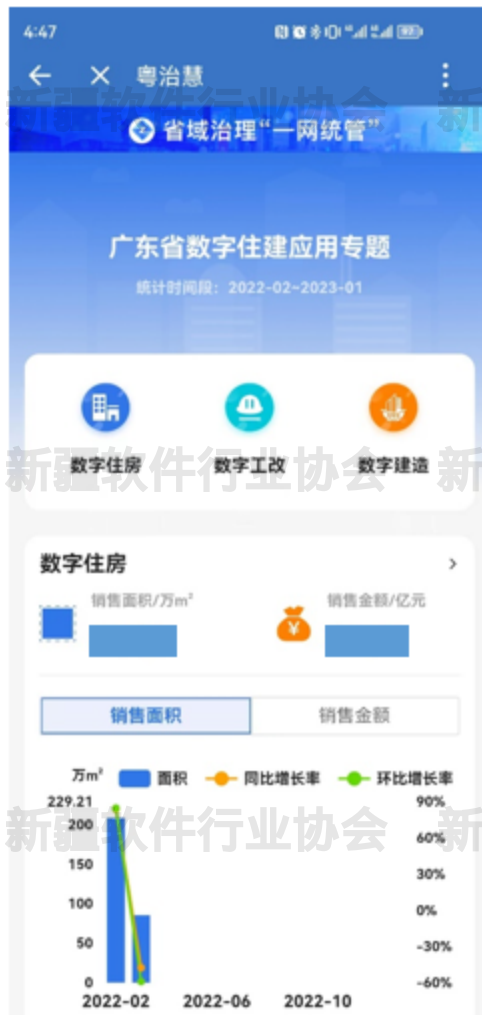 4:47
粤治慧
省域治理“一网统管”
广东省数字住建应用专题
统计时间段：2022-02~2023-01
数字住房 数字工改 数字建造
数字住房
销售面积/万m² 销售金额/亿元
销售面积 销售金额
万m² 面积 同比增长率 环比增长率
229.21 90%
200
60%
150
30%
100
0%
50
-30%
0 -60%
2022-02 2022-06 2022-10
新疆软件行业协会 新
新疆软件行业协会 新
新疆软件行业协会 新